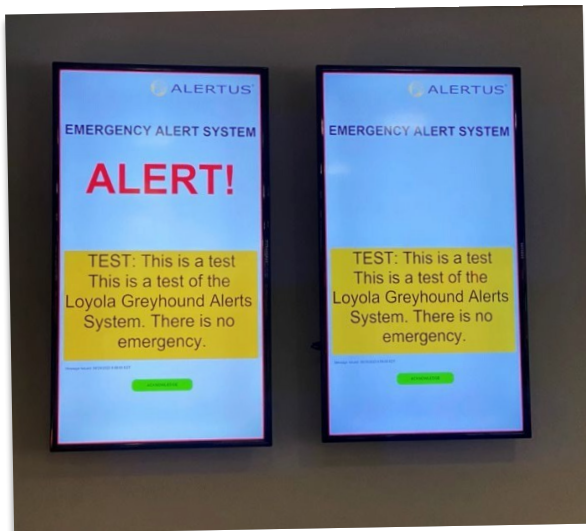 ALERTUS
EMERGENCY ALERT SYSTEM
ALERT!
TEST: This is a test
This is a test of the
Loyola Greyhound Alerts
System. There is no
emergency.
ALERTUS
EMERGENCY ALERT SYSTEM
TEST: This is a test
This is a test of the
Loyola Greyhound Alerts
System. There is no
emergency.